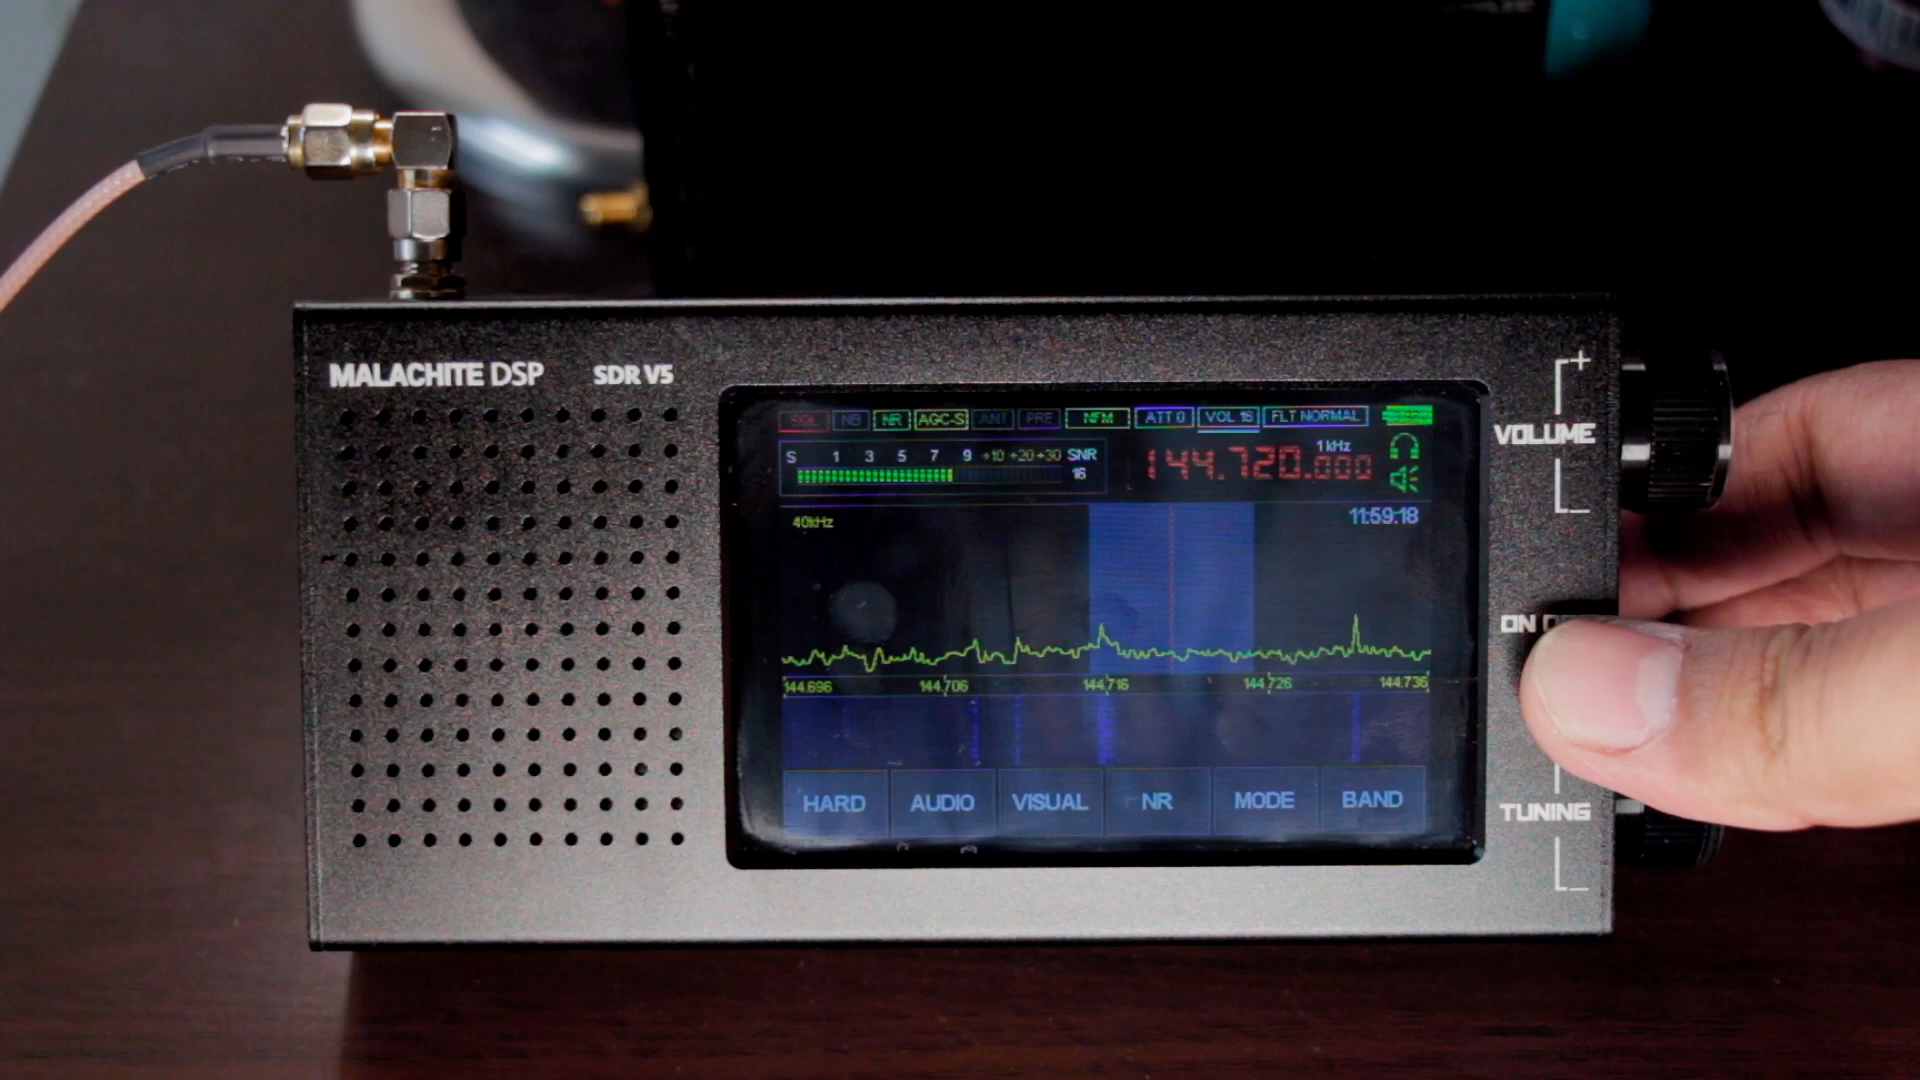 MALACHITE DSP SDR V5
SQL NB NR AGC-S ANT PRE NFM ATT 0 VOL 16 FLT NORMAL
S 1 3 5 7 9 +10 +20 +30 SNR
16
1 kHz
144.720.000
40kHz 11:59:18
144.696 144.706 144.716 144.726 144.736
HARD AUDIO VISUAL NR MODE BAND
+
VOLUME
−
ON
TUNING
−